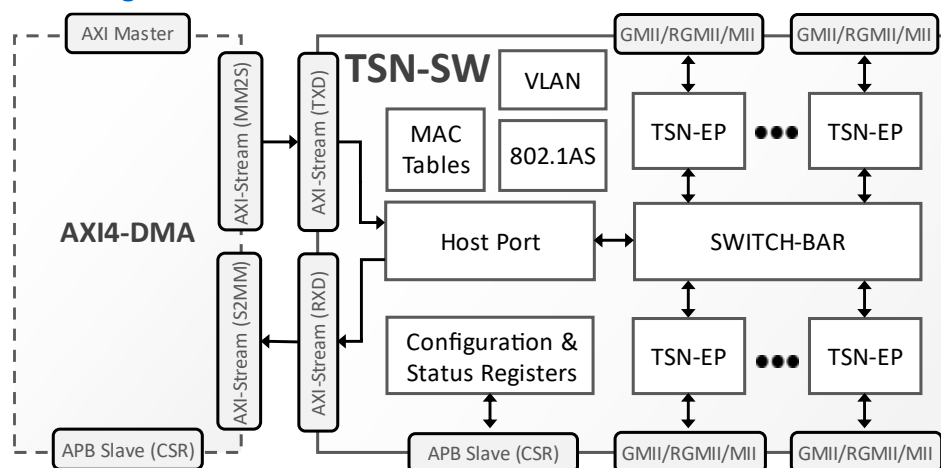 AXI Master
GMII/RGMII/MII
GMII/RGMII/MII
TSN-SW
VLAN
MAC
Tables
802.1AS
TSN-EP
TSN-EP
AXI-Stream (MM2S)
AXI-Stream (TXD)
AXI4-DMA
Host Port
SWITCH-BAR
AXI-Stream (S2MM)
AXI-Stream (RXD)
Configuration &
Status Registers
TSN-EP
TSN-EP
APB Slave (CSR)
APB Slave (CSR)
GMII/RGMII/MII
GMII/RGMII/MII